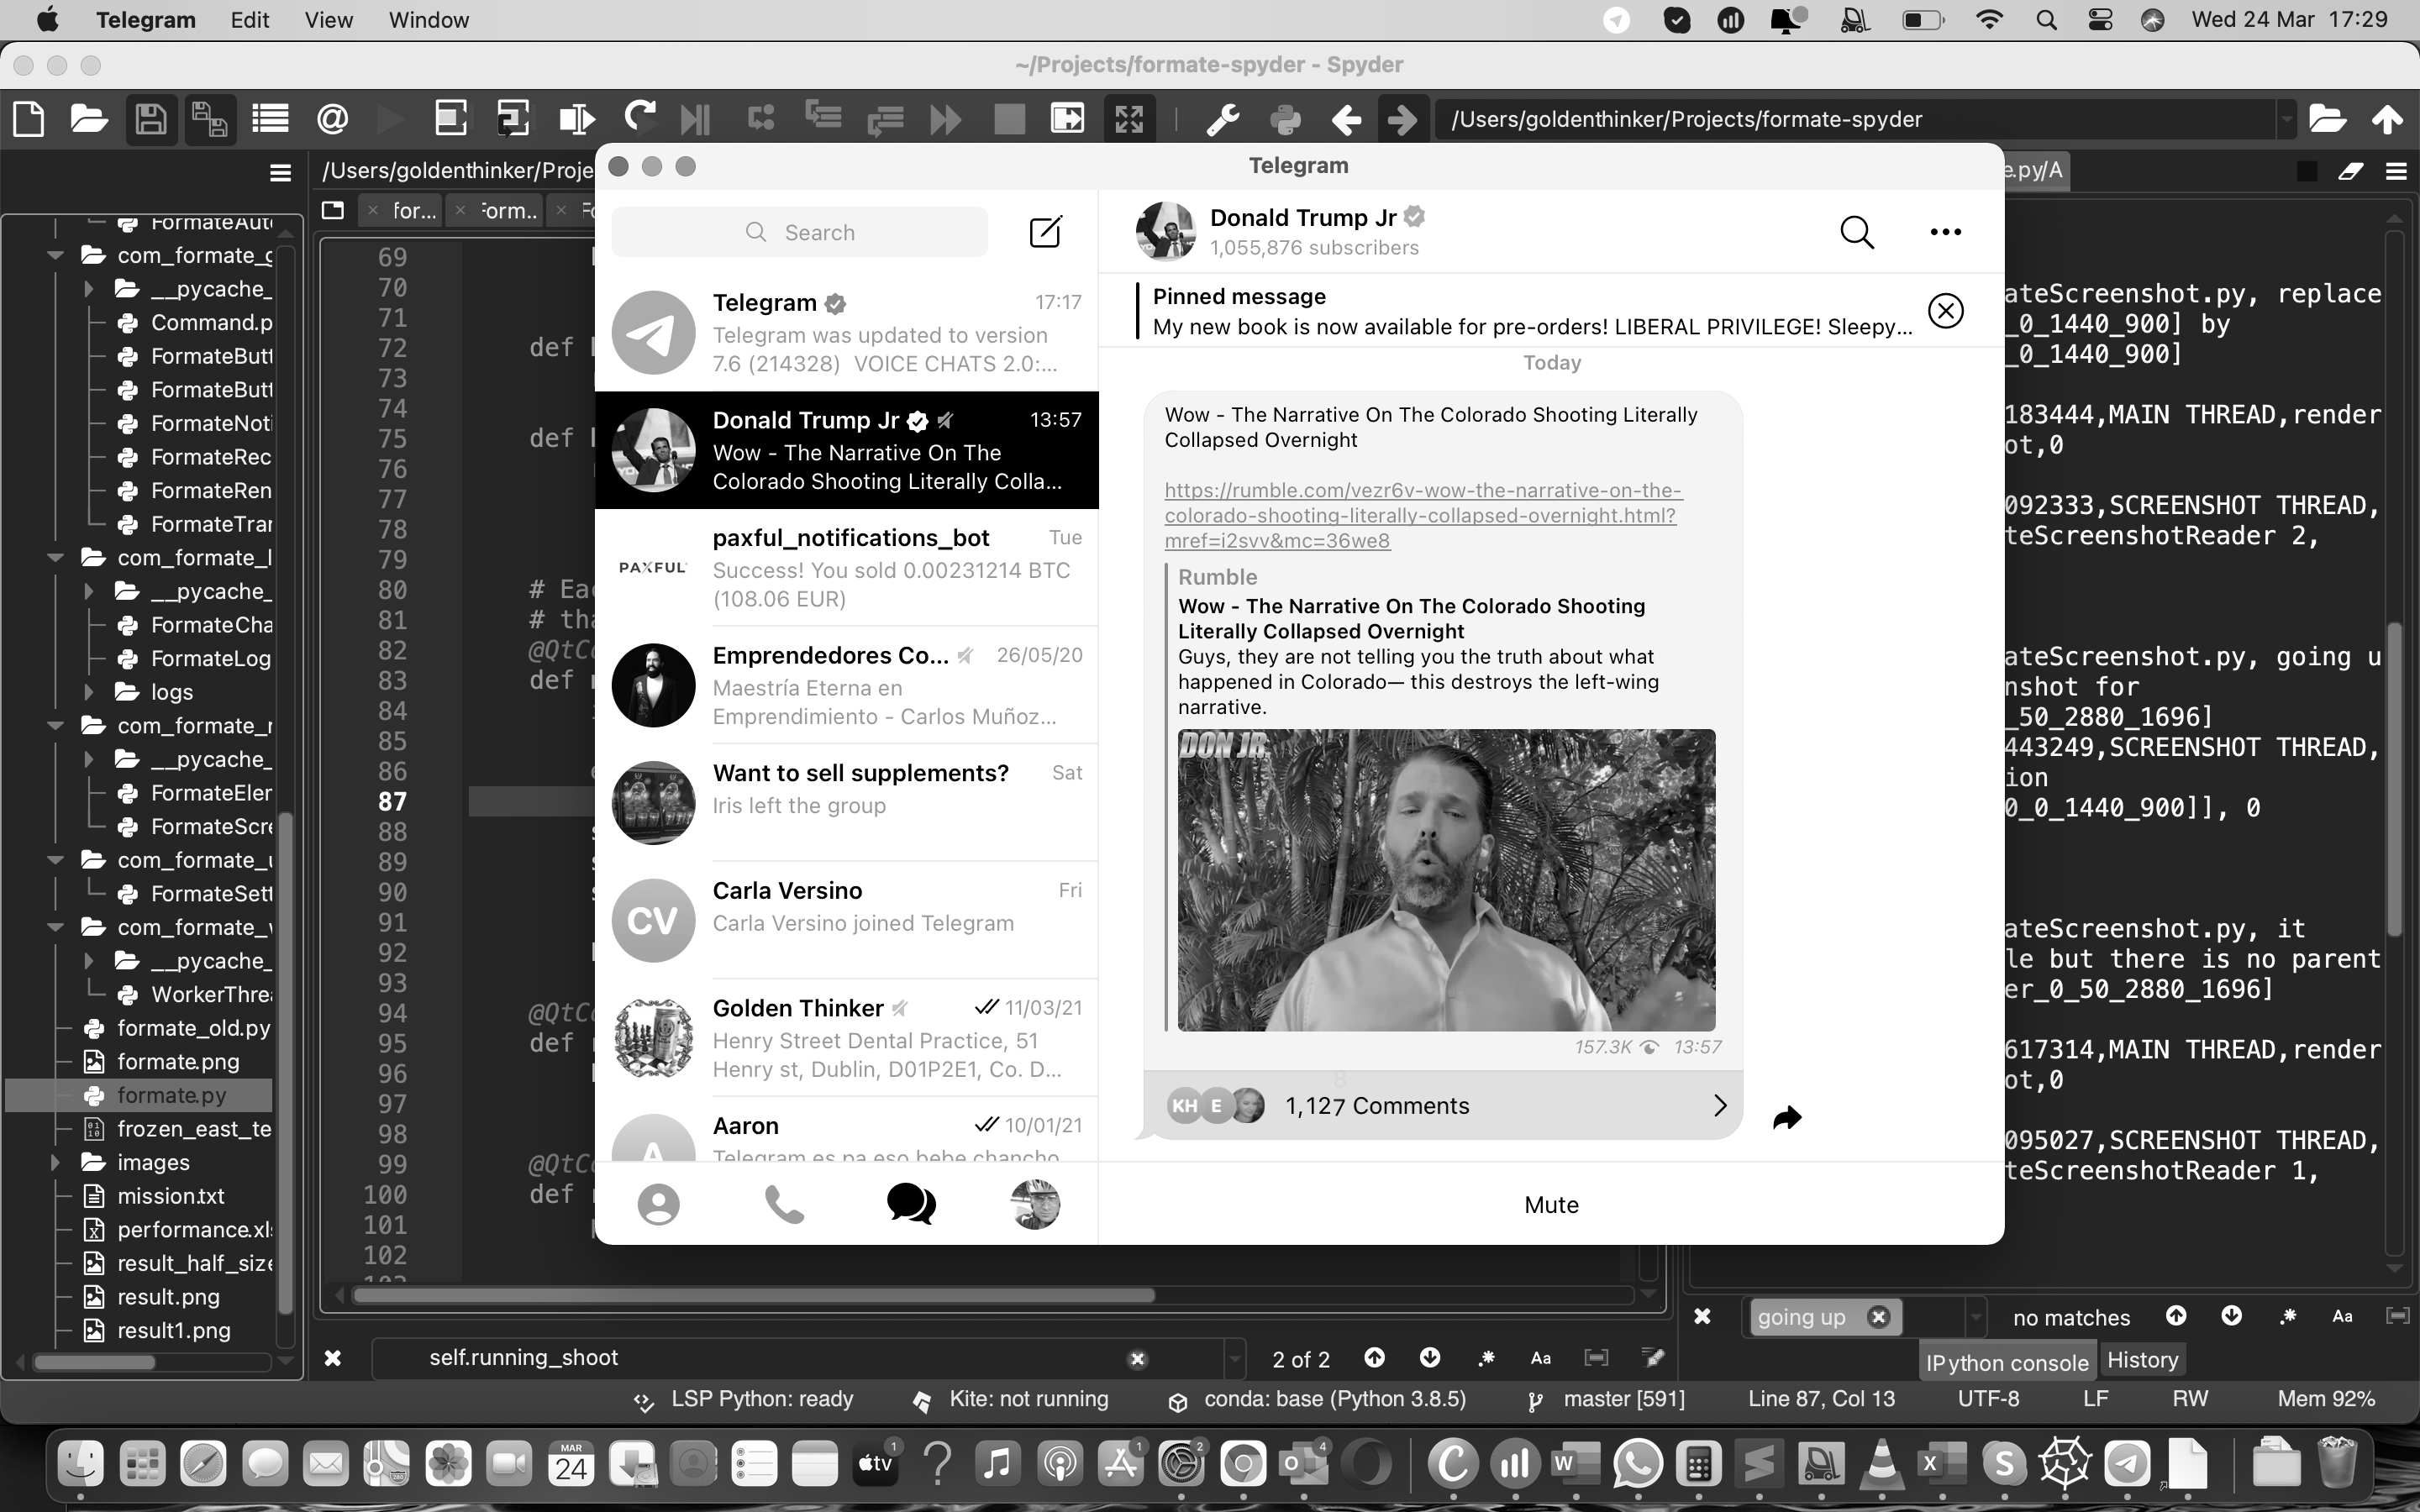 Telegram Edit View Window Wed 24 Mar 17:29
~/Projects/formate-spyder - Spyder
/Users/goldenthinker/Projects/formate-spyder
/Users/goldenthinker/Proje
for...
Form..
com_formate_g
__pycache_
Command.p
FormateButt
FormateButt
FormateNoti
FormateRec
FormateRen
FormateTrar
com_formate_l
__pycache_
FormateCha
FormateLog
logs
com_formate_r
__pycache_
FormateElen
FormateScre
com_formate_u
FormateSett
com_formate_w
__pycache_
WorkerThrea
formate_old.py
formate.png
formate.py
frozen_east_te
images
mission.txt
performance.xls
result_half_size
result.png
result1.png
69
70
71
72 def
73
74
75 def
76
77
78
79
80 # Eac
81 # tha
82 @QtCo
83 def
84
85
86
87
88
89
90
91
92
93
94 @QtCo
95 def
96
97
98
99 @QtCo
100 def
101
102
Telegram
Search
Telegram 17:17
Telegram was updated to version
7.6 (214328) VOICE CHATS 2.0:...
Donald Trump Jr 13:57
Wow - The Narrative On The
Colorado Shooting Literally Colla...
PAXFUL
paxful_notifications_bot Tue
Success! You sold 0.00231214 BTC
(108.06 EUR)
Emprendedores Co... 26/05/20
Maestría Eterna en
Emprendimiento - Carlos Muñoz...
Want to sell supplements? Sat
Iris left the group
CV
Carla Versino Fri
Carla Versino joined Telegram
Golden Thinker 11/03/21
Henry Street Dental Practice, 51
Henry st, Dublin, D01P2E1, Co. D...
A
Aaron 10/01/21
Telegram es pa eso bebe chancho
Donald Trump Jr
1,055,876 subscribers
Pinned message
My new book is now available for pre-orders! LIBERAL PRIVILEGE! Sleepy...
Today
Wow - The Narrative On The Colorado Shooting Literally
Collapsed Overnight
https://rumble.com/vezr6v-wow-the-narrative-on-the-
colorado-shooting-literally-collapsed-overnight.html?
mref=i2svv&mc=36we8
Rumble
Wow - The Narrative On The Colorado Shooting
Literally Collapsed Overnight
Guys, they are not telling you the truth about what
happened in Colorado— this destroys the left-wing
narrative.
DON JR.
157.3K 13:57
KH E 1,127 Comments
Mute
e.py/A
ateScreenshot.py, replace
_0_1440_900] by
_0_1440_900]
183444,MAIN THREAD,render
ot,0
092333,SCREENSHOT THREAD,
teScreenshotReader 2,
ateScreenshot.py, going u
nshot for
_50_2880_1696]
443249,SCREENSHOT THREAD,
ion
0_0_1440_900]], 0
ateScreenshot.py, it
le but there is no parent
er_0_50_2880_1696]
617314,MAIN THREAD,render
ot,0
095027,SCREENSHOT THREAD,
teScreenshotReader 1,
going up no matches Aa
self.running_shoot 2 of 2 Aa
IPython console History
LSP Python: ready Kite: not running conda: base (Python 3.8.5) master [591] Line 87, Col 13 UTF-8 LF RW Mem 92%
MAR
24
tv
1
1
2
4